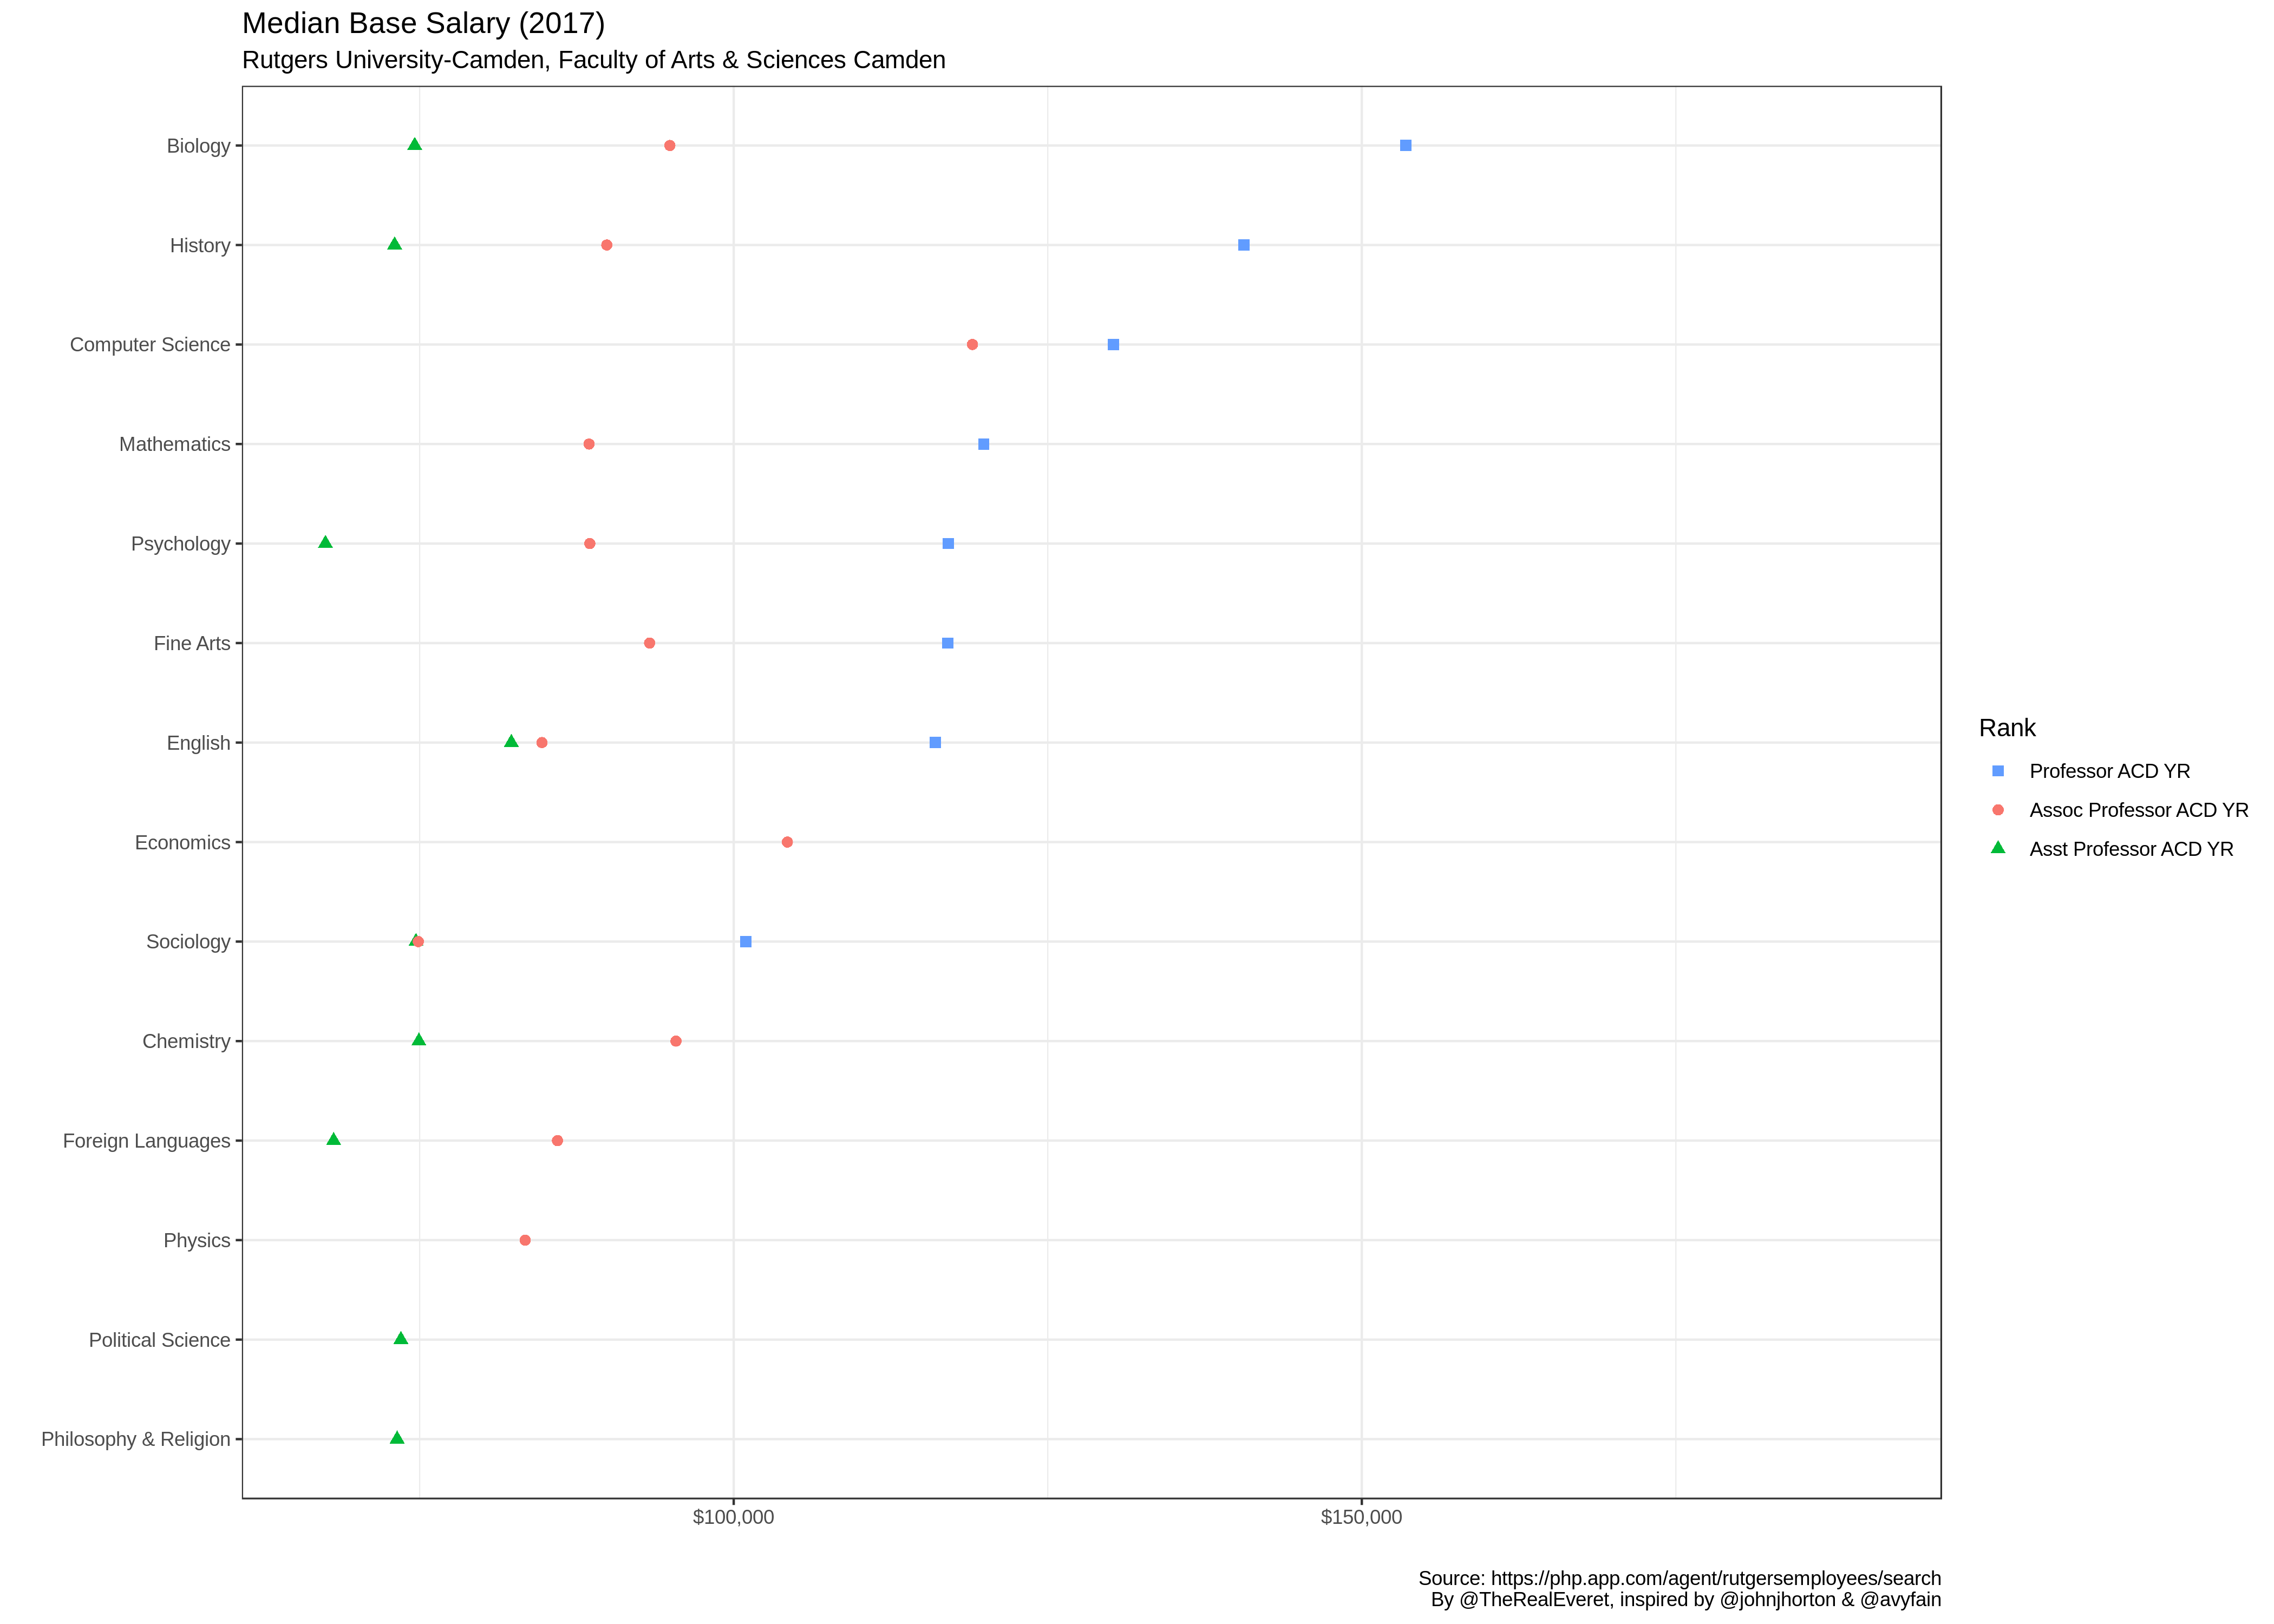 Median Base Salary (2017)
Rutgers University-Camden, Faculty of Arts & Sciences Camden
Biology
History
Computer Science
Mathematics
Psychology
Fine Arts
English
Economics
Sociology
Chemistry
Foreign Languages
Physics
Political Science
Philosophy & Religion
$100,000
$150,000
Rank
Professor ACD YR
Assoc Professor ACD YR
Asst Professor ACD YR
Source: https://php.app.com/agent/rutgersemployees/search
By @TheRealEveret, inspired by @johnjhorton & @avyfain